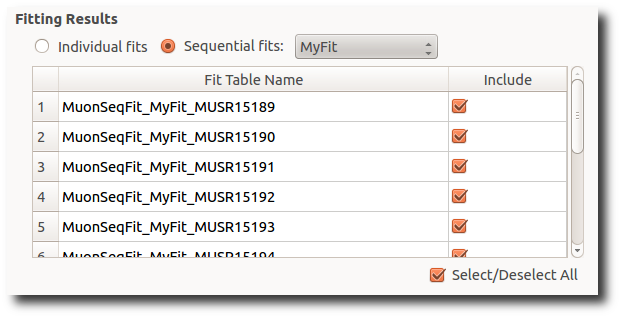 Fitting Results
Individual fits Sequential fits: MyFit
Fit Table Name Include
1 MuonSeqFit_MyFit_MUSR15189
2 MuonSeqFit_MyFit_MUSR15190
3 MuonSeqFit_MyFit_MUSR15191
4 MuonSeqFit_MyFit_MUSR15192
5 MuonSeqFit_MyFit_MUSR15193
6 MuonSeqFit_MyFit_MUSR15194
Select/Deselect All